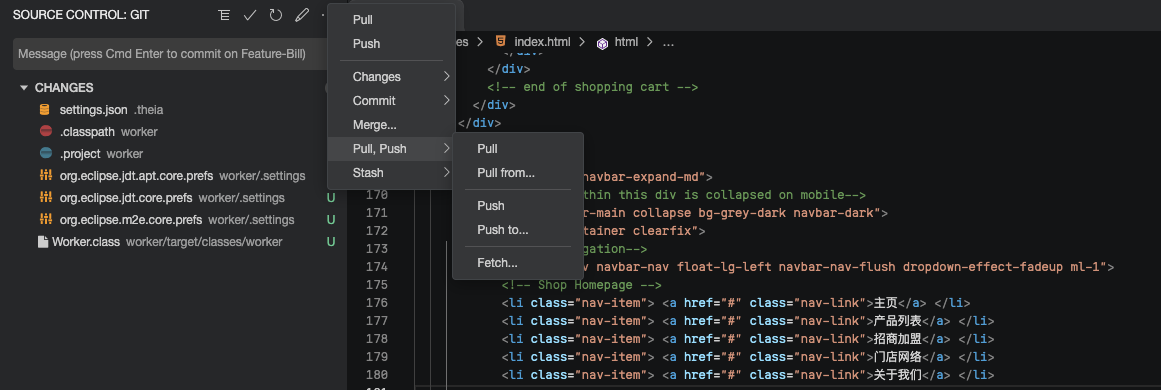 SOURCE CONTROL: GIT
Message (press Cmd Enter to commit on Feature-Bill)
CHANGES
settings.json .theia
.classpath worker
.project worker
org.eclipse.jdt.apt.core.prefs worker/.settings
org.eclipse.jdt.core.prefs worker/.settings U
org.eclipse.m2e.core.prefs worker/.settings U
Worker.class worker/target/classes/worker U
Pull
Push
Changes
Commit
Merge...
Pull, Push
Stash
Pull
Pull from...
Push
Push to...
Fetch...
es > index.html > html > ...
</div>
</div>
<!-- end of shopping cart -->
</div>
</div>
navbar-expand-md">
170 thin this div is collapsed on mobile-->
171 r-main collapse bg-grey-dark navbar-dark">
172 tainer clearfix">
173 gation-->
174 v navbar-nav float-lg-left navbar-nav-flush dropdown-effect-fadeup ml-1">
175 <!-- Shop Homepage -->
176 <li class="nav-item"> <a href="#" class="nav-link">主页</a> </li>
177 <li class="nav-item"> <a href="#" class="nav-link">产品列表</a> </li>
178 <li class="nav-item"> <a href="#" class="nav-link">招商加盟</a> </li>
179 <li class="nav-item"> <a href="#" class="nav-link">门店网络</a> </li>
180 <li class="nav-item"> <a href="#" class="nav-link">关于我们</a> </li>